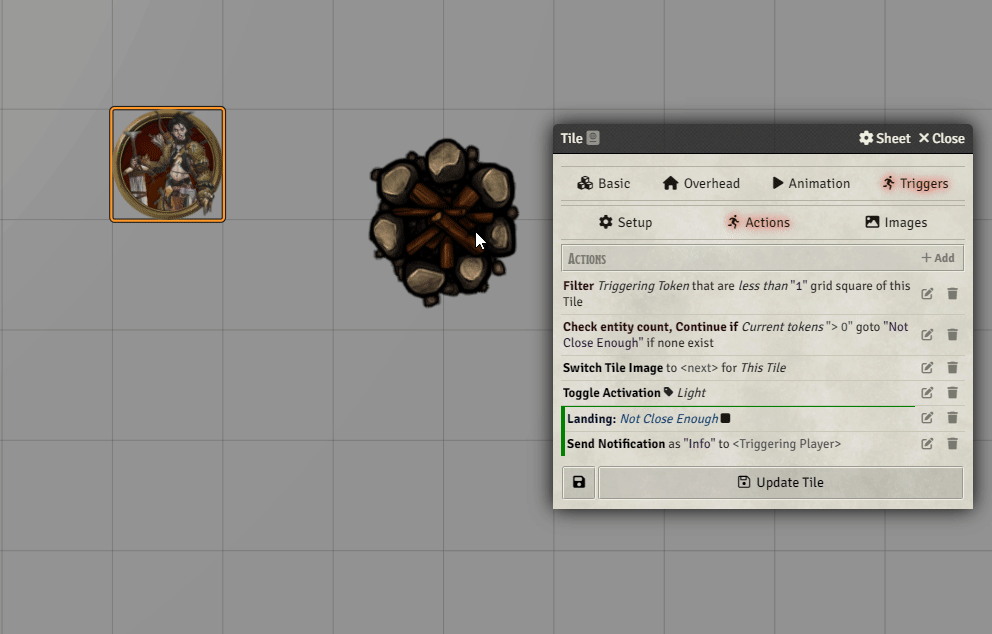 Tile Sheet Close
Basic Overhead Animation Triggers
Setup Actions Images
ACTIONS + Add
Filter Triggering Token that are less than "1" grid square of this
Tile
Check entity count, Continue if Current tokens "> 0" goto "Not
Close Enough" if none exist
Switch Tile Image to <next> for This Tile
Toggle Activation Light
Landing: Not Close Enough
Send Notification as "Info" to <Triggering Player>
Update Tile